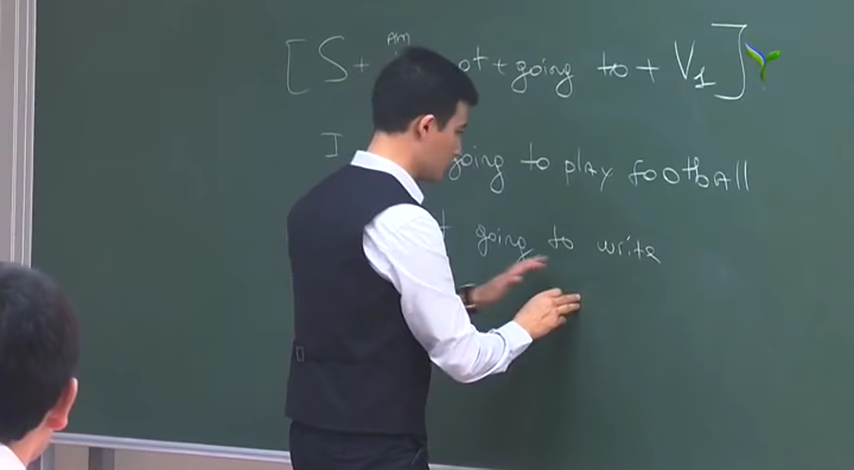 [S+ Am ot + going to + V1]
I going to play football
t going to write